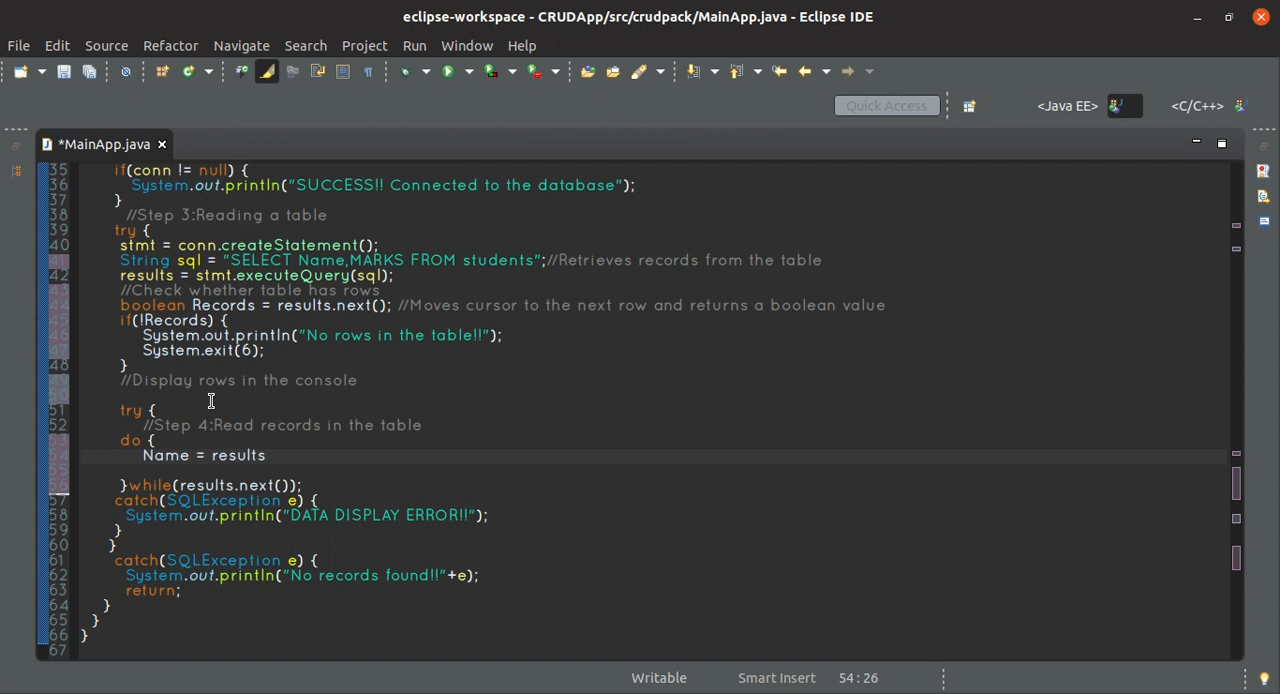 eclipse-workspace - CRUDApp/src/crudpack/MainApp.java - Eclipse IDE
File Edit Source Refactor Navigate Search Project Run Window Help
Quick Access <Java EE> <C/C++>
*MainApp.java
35 if(conn != null) {
36 System.out.println("SUCCESS!! Connected to the database");
37 }
38 //Step 3:Reading a table
39 try {
40 stmt = conn.createStatement();
41 String sql = "SELECT Name,MARKS FROM students";//Retrieves records from the table
42 results = stmt.executeQuery(sql);
43 //Check whether table has rows
44 boolean Records = results.next(); //Moves cursor to the next row and returns a boolean value
45 if(!Records) {
46 System.out.println("No rows in the table!!");
47 System.exit(6);
48 }
49 //Display rows in the console
50
51 try {
52 //Step 4:Read records in the table
53 do {
54 Name = results
55
56 }while(results.next());
57 catch(SQLException e) {
58 System.out.println("DATA DISPLAY ERROR!!");
59 }
60 }
61 catch(SQLException e) {
62 System.out.println("No records found!!"+e);
63 return;
64 }
65 }
66 }
67
Writable Smart Insert 54 : 26